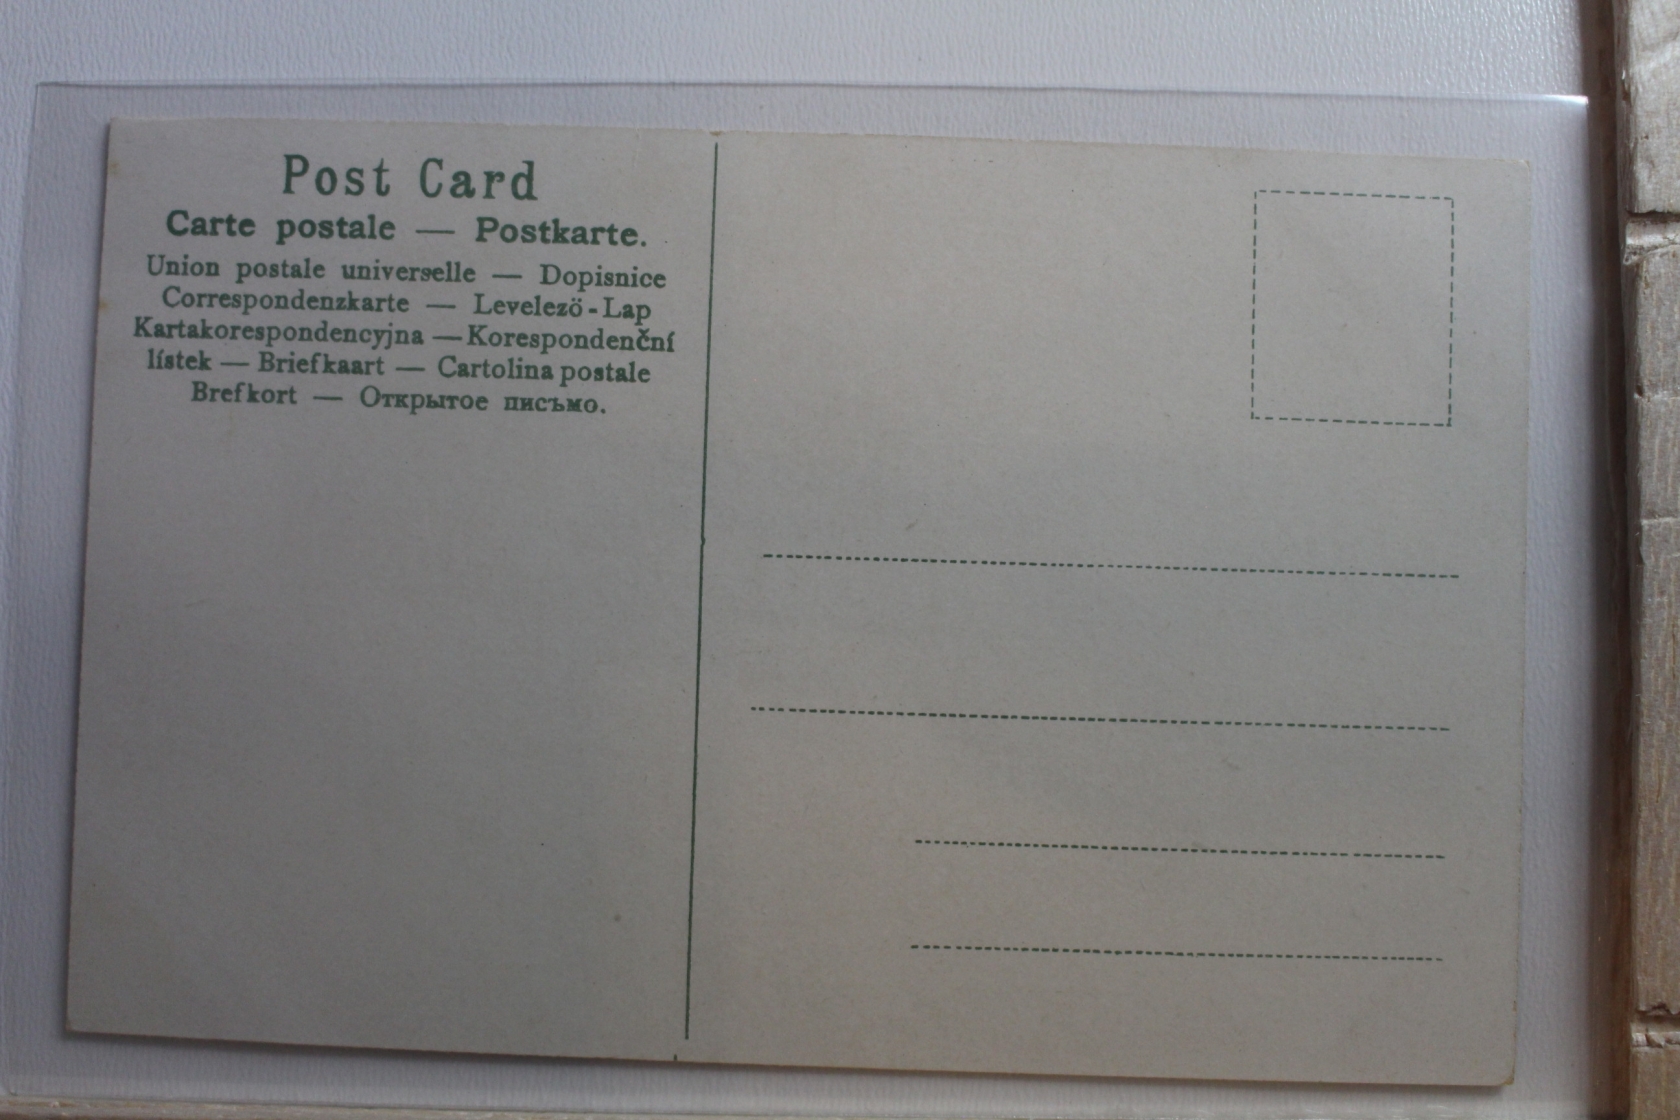 Post Card
Carte postale — Postkarte.
Union postale universelle — Dopisnice
Correspondenzkarte — Levelező-Lap
Kartakorespondencyjna — Korespondenční
lístek — Briefkaart — Cartolina postale
Brefkort — Открытое письмо.